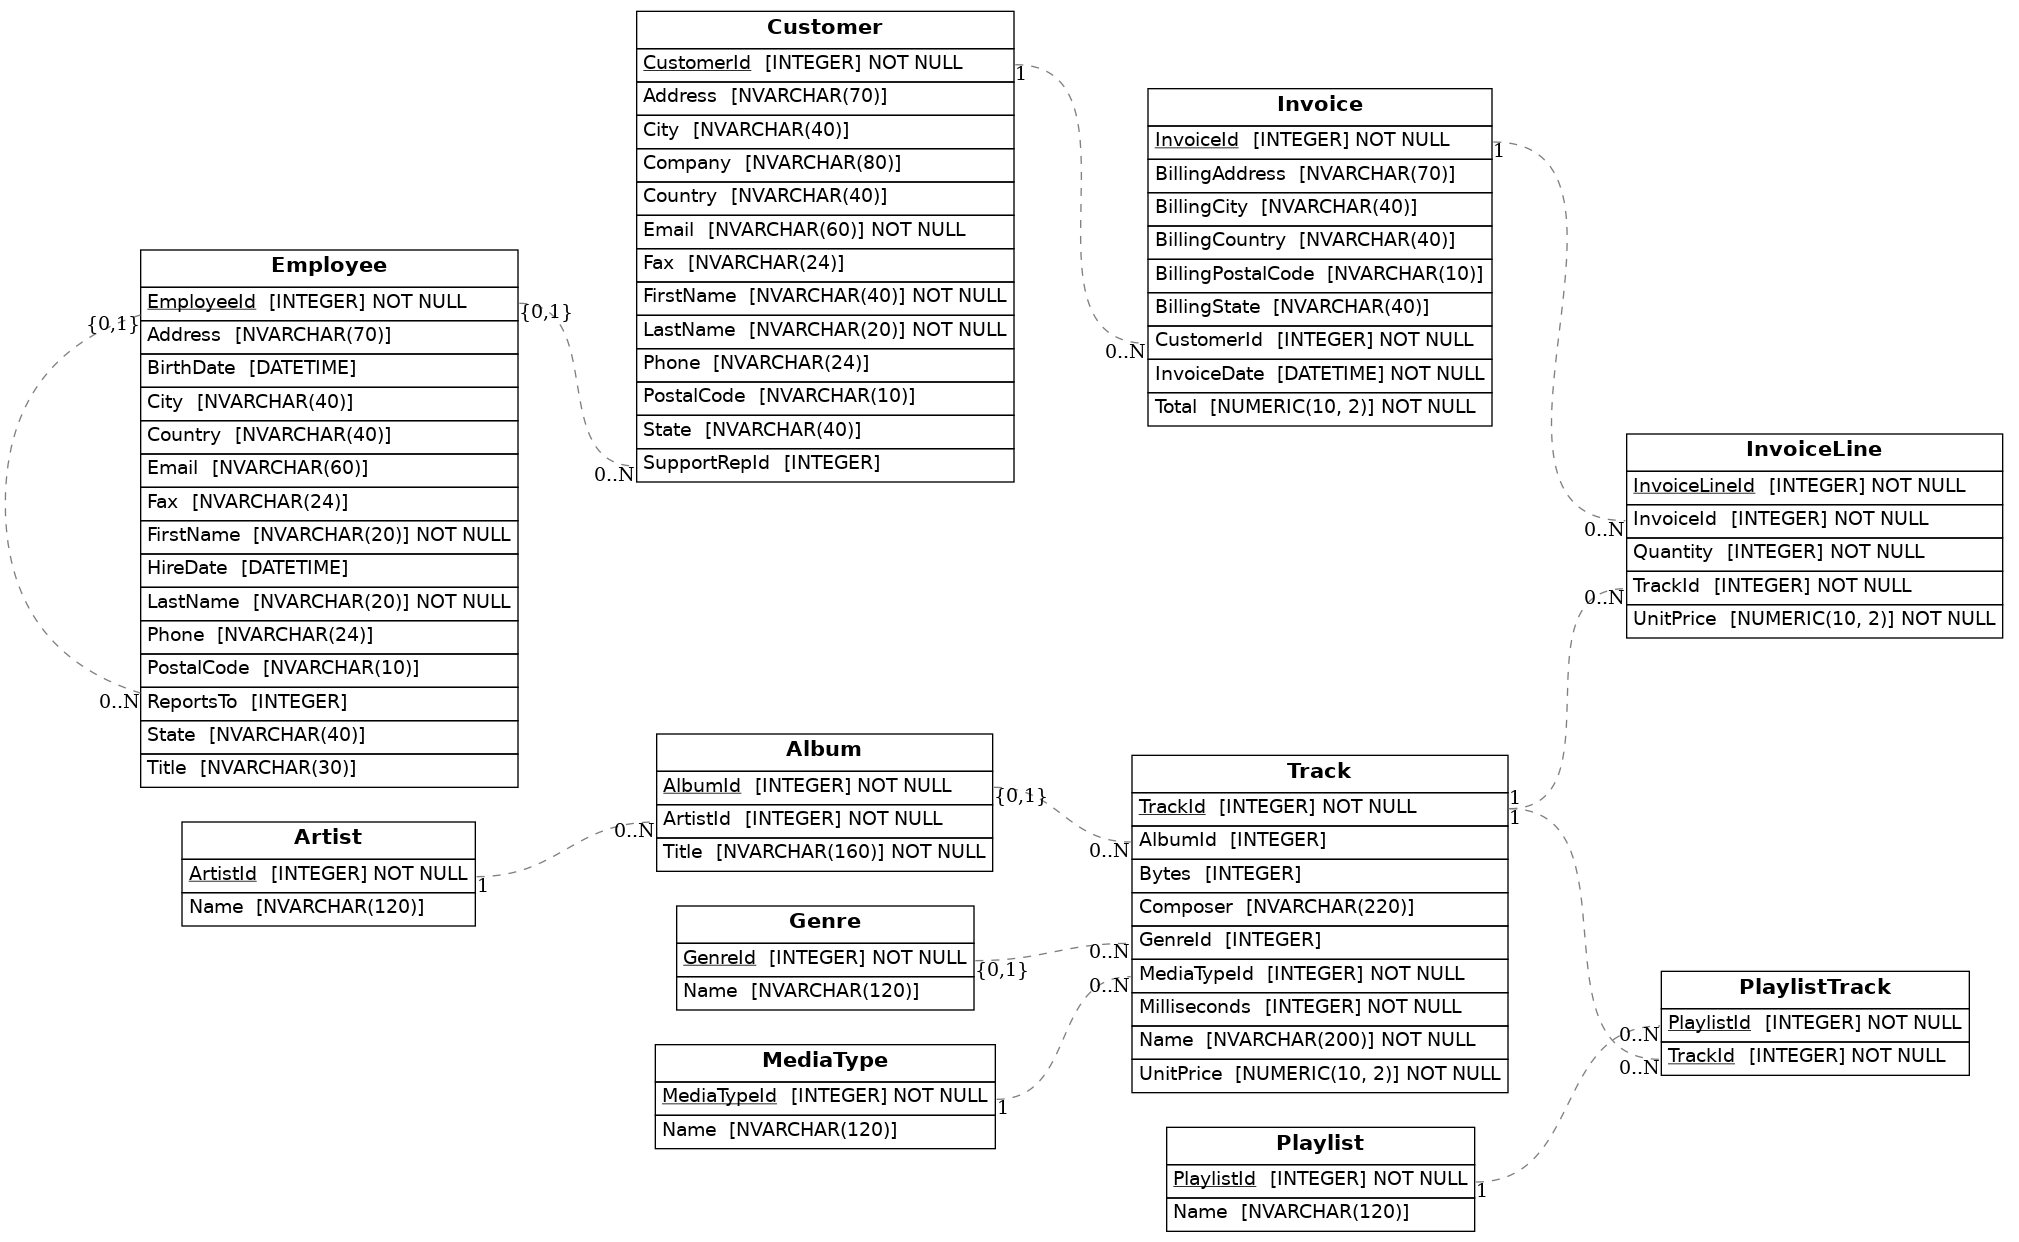 Customer
CustomerId [INTEGER] NOT NULL
1
Address [NVARCHAR(70)]
City [NVARCHAR(40)]
Company [NVARCHAR(80)]
Country [NVARCHAR(40)]
Email [NVARCHAR(60)] NOT NULL
Fax [NVARCHAR(24)]
FirstName [NVARCHAR(40)] NOT NULL
LastName [NVARCHAR(20)] NOT NULL
Phone [NVARCHAR(24)]
PostalCode [NVARCHAR(10)]
State [NVARCHAR(40)]
SupportRepId [INTEGER]
0..N
Invoice
InvoiceId [INTEGER] NOT NULL
1
BillingAddress [NVARCHAR(70)]
BillingCity [NVARCHAR(40)]
BillingCountry [NVARCHAR(40)]
BillingPostalCode [NVARCHAR(10)]
BillingState [NVARCHAR(40)]
CustomerId [INTEGER] NOT NULL
0..N
InvoiceDate [DATETIME] NOT NULL
Total [NUMERIC(10, 2)] NOT NULL
Employee
EmployeeId [INTEGER] NOT NULL
{0,1}
{0,1}
Address [NVARCHAR(70)]
BirthDate [DATETIME]
City [NVARCHAR(40)]
Country [NVARCHAR(40)]
Email [NVARCHAR(60)]
Fax [NVARCHAR(24)]
FirstName [NVARCHAR(20)] NOT NULL
HireDate [DATETIME]
LastName [NVARCHAR(20)] NOT NULL
Phone [NVARCHAR(24)]
PostalCode [NVARCHAR(10)]
ReportsTo [INTEGER]
0..N
State [NVARCHAR(40)]
Title [NVARCHAR(30)]
InvoiceLine
InvoiceLineId [INTEGER] NOT NULL
InvoiceId [INTEGER] NOT NULL
0..N
Quantity [INTEGER] NOT NULL
TrackId [INTEGER] NOT NULL
0..N
UnitPrice [NUMERIC(10, 2)] NOT NULL
Album
AlbumId [INTEGER] NOT NULL
{0,1}
ArtistId [INTEGER] NOT NULL
0..N
Title [NVARCHAR(160)] NOT NULL
Track
TrackId [INTEGER] NOT NULL
1
1
AlbumId [INTEGER]
0..N
Bytes [INTEGER]
Composer [NVARCHAR(220)]
GenreId [INTEGER]
0..N
MediaTypeId [INTEGER] NOT NULL
0..N
Milliseconds [INTEGER] NOT NULL
Name [NVARCHAR(200)] NOT NULL
UnitPrice [NUMERIC(10, 2)] NOT NULL
Artist
ArtistId [INTEGER] NOT NULL
1
Name [NVARCHAR(120)]
Genre
GenreId [INTEGER] NOT NULL
{0,1}
Name [NVARCHAR(120)]
MediaType
MediaTypeId [INTEGER] NOT NULL
1
Name [NVARCHAR(120)]
PlaylistTrack
PlaylistId [INTEGER] NOT NULL
0..N
TrackId [INTEGER] NOT NULL
0..N
Playlist
PlaylistId [INTEGER] NOT NULL
1
Name [NVARCHAR(120)]